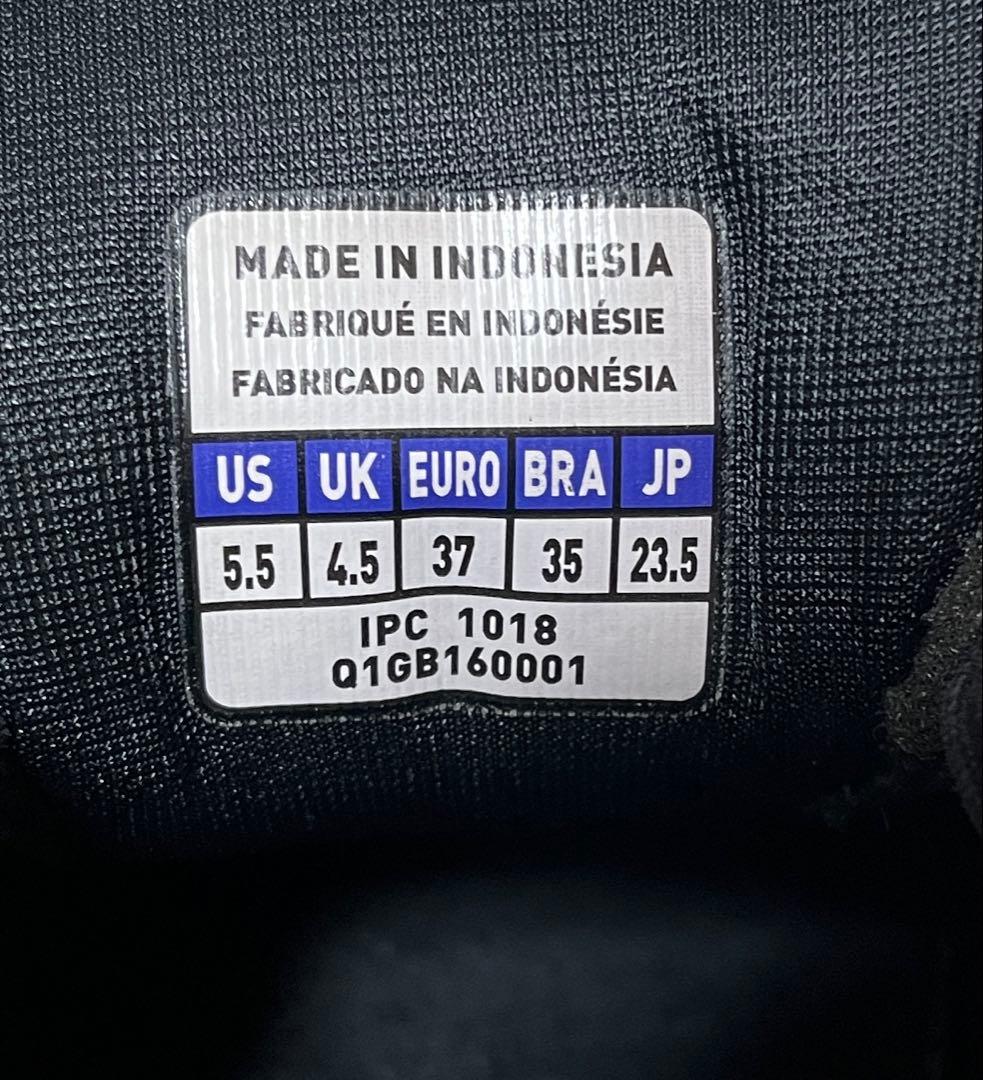 MADE IN INDONESIA
FABRIQUÉ EN INDONÉSIE
FABRICADO NA INDONÉSIA
US UK EURO BRA JP
5.5 4.5 37 35 23.5
IPC 1018
Q1GB160001